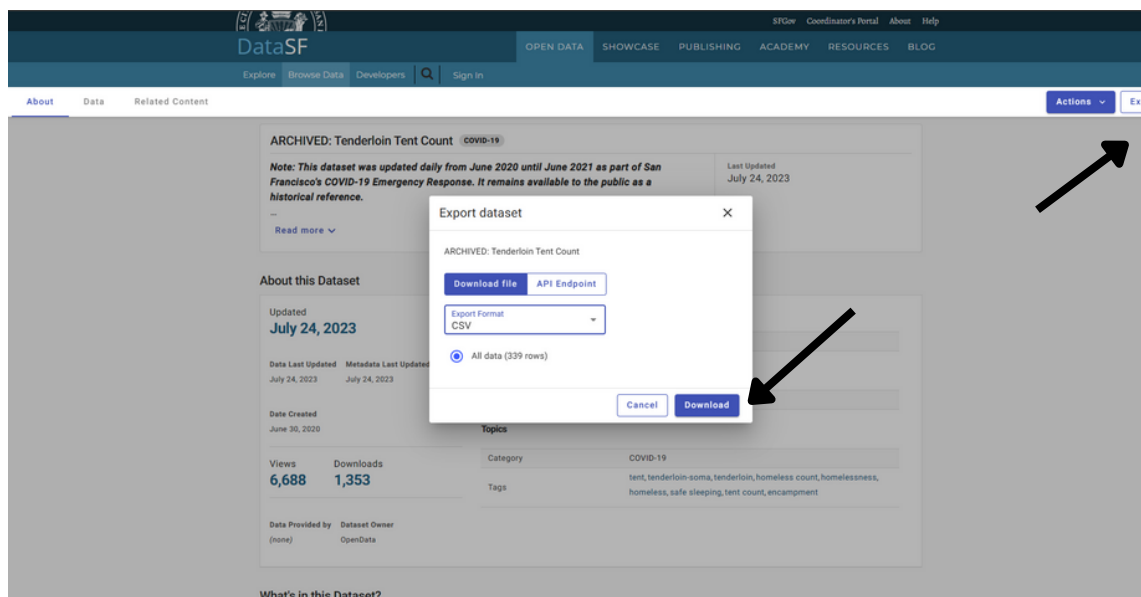 SFGov Coordinator's Portal About Help
DataSF
OPEN DATA SHOWCASE PUBLISHING ACADEMY RESOURCES BLOG
Explore Browse Data Developers Sign In
About Data Related Content
Actions Ex
ARCHIVED: Tenderloin Tent Count COVID-19
Note: This dataset was updated daily from June 2020 until June 2021 as part of San
Francisco's COVID-19 Emergency Response. It remains available to the public as a
historical reference.
...
Read more
Last Updated
July 24, 2023
Export dataset
ARCHIVED: Tenderloin Tent Count
Download file API Endpoint
Export Format
CSV
All data (339 rows)
Cancel Download
About this Dataset
Updated
July 24, 2023
Data Last Updated Metadata Last Updated
July 24, 2023 July 24, 2023
Date Created
June 30, 2020
Views Downloads
6,688 1,353
Data Provided by Dataset Owner
(none) OpenData
Topics
Category COVID-19
Tags tent, tenderloin-soma, tenderloin, homeless count, homelessness,
homeless, safe sleeping, tent count, encampment
What's in this Dataset?